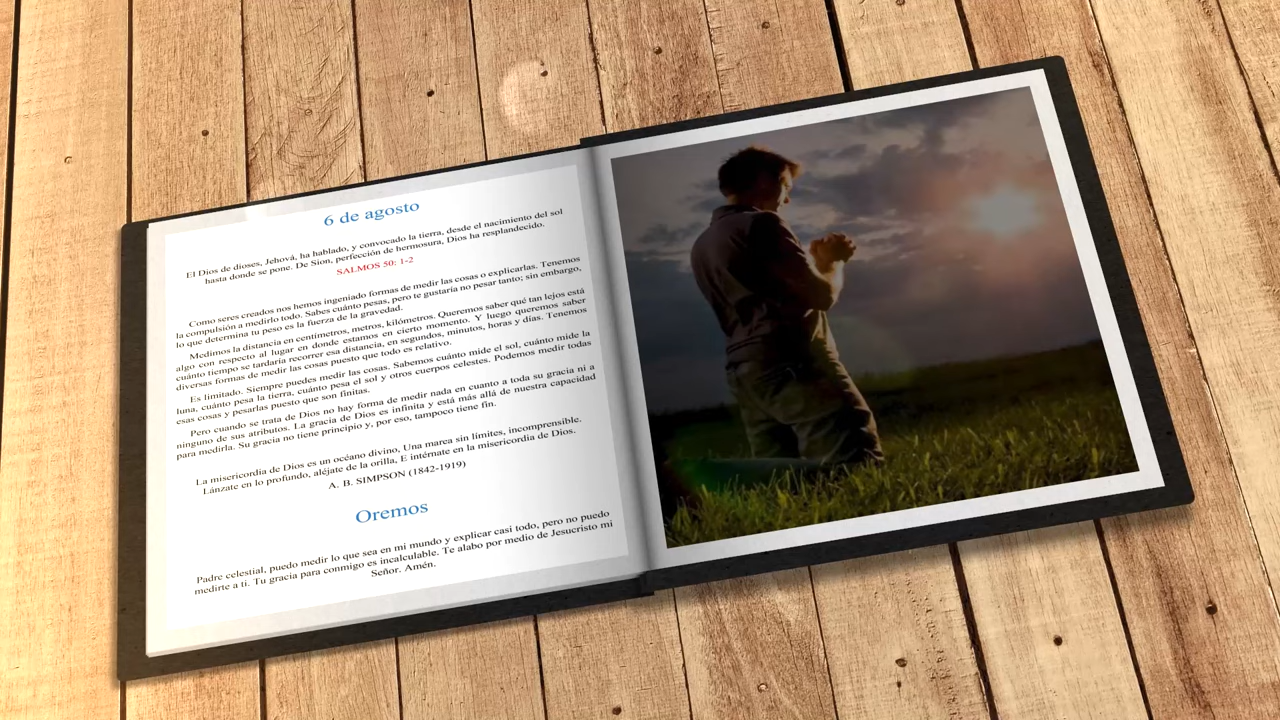 6 de agosto
El Dios de dioses, Jehová, ha hablado, y convocado la tierra, desde el nacimiento del sol
hasta donde se pone. De Sion, perfección de hermosura, Dios ha resplandecido.
SALMOS 50: 1-2
Como seres creados nos hemos ingeniado formas de medir las cosas o explicarlas. Tenemos
la compulsión a medirlo todo. Sabes cuánto pesas, pero te gustaría no pesar tanto; sin embargo,
lo que determina tu peso es la fuerza de la gravedad.
Medimos la distancia en centímetros, metros, kilómetros. Queremos saber qué tan lejos está
algo con respecto al lugar en donde estamos en cierto momento. Y luego queremos saber
cuánto tiempo se tardaría recorrer esa distancia, en segundos, minutos, horas y días. Tenemos
diversas formas de medir las cosas puesto que todo es relativo.
Es limitado. Siempre puedes medir las cosas. Sabemos cuánto mide el sol, cuánto mide la
luna, cuánto pesa la tierra, cuánto pesa el sol y otros cuerpos celestes. Podemos medir todas
esas cosas y pesarlas puesto que son finitas.
Pero cuando se trata de Dios no hay forma de medir nada en cuanto a toda su gracia ni a
ninguno de sus atributos. La gracia de Dios es infinita y está más allá de nuestra capacidad
para medirla. Su gracia no tiene principio y, por eso, tampoco tiene fin.
La misericordia de Dios es un océano divino, Una marea sin límites, incomprensible.
Lánzate en lo profundo, aléjate de la orilla, E intérnate en la misericordia de Dios.
A. B. SIMPSON (1842-1919)
Oremos
Padre celestial, puedo medir lo que sea en mi mundo y explicar casi todo, pero no puedo
medirte a ti. Tu gracia para conmigo es incalculable. Te alabo por medio de Jesucristo mi
Señor. Amén.